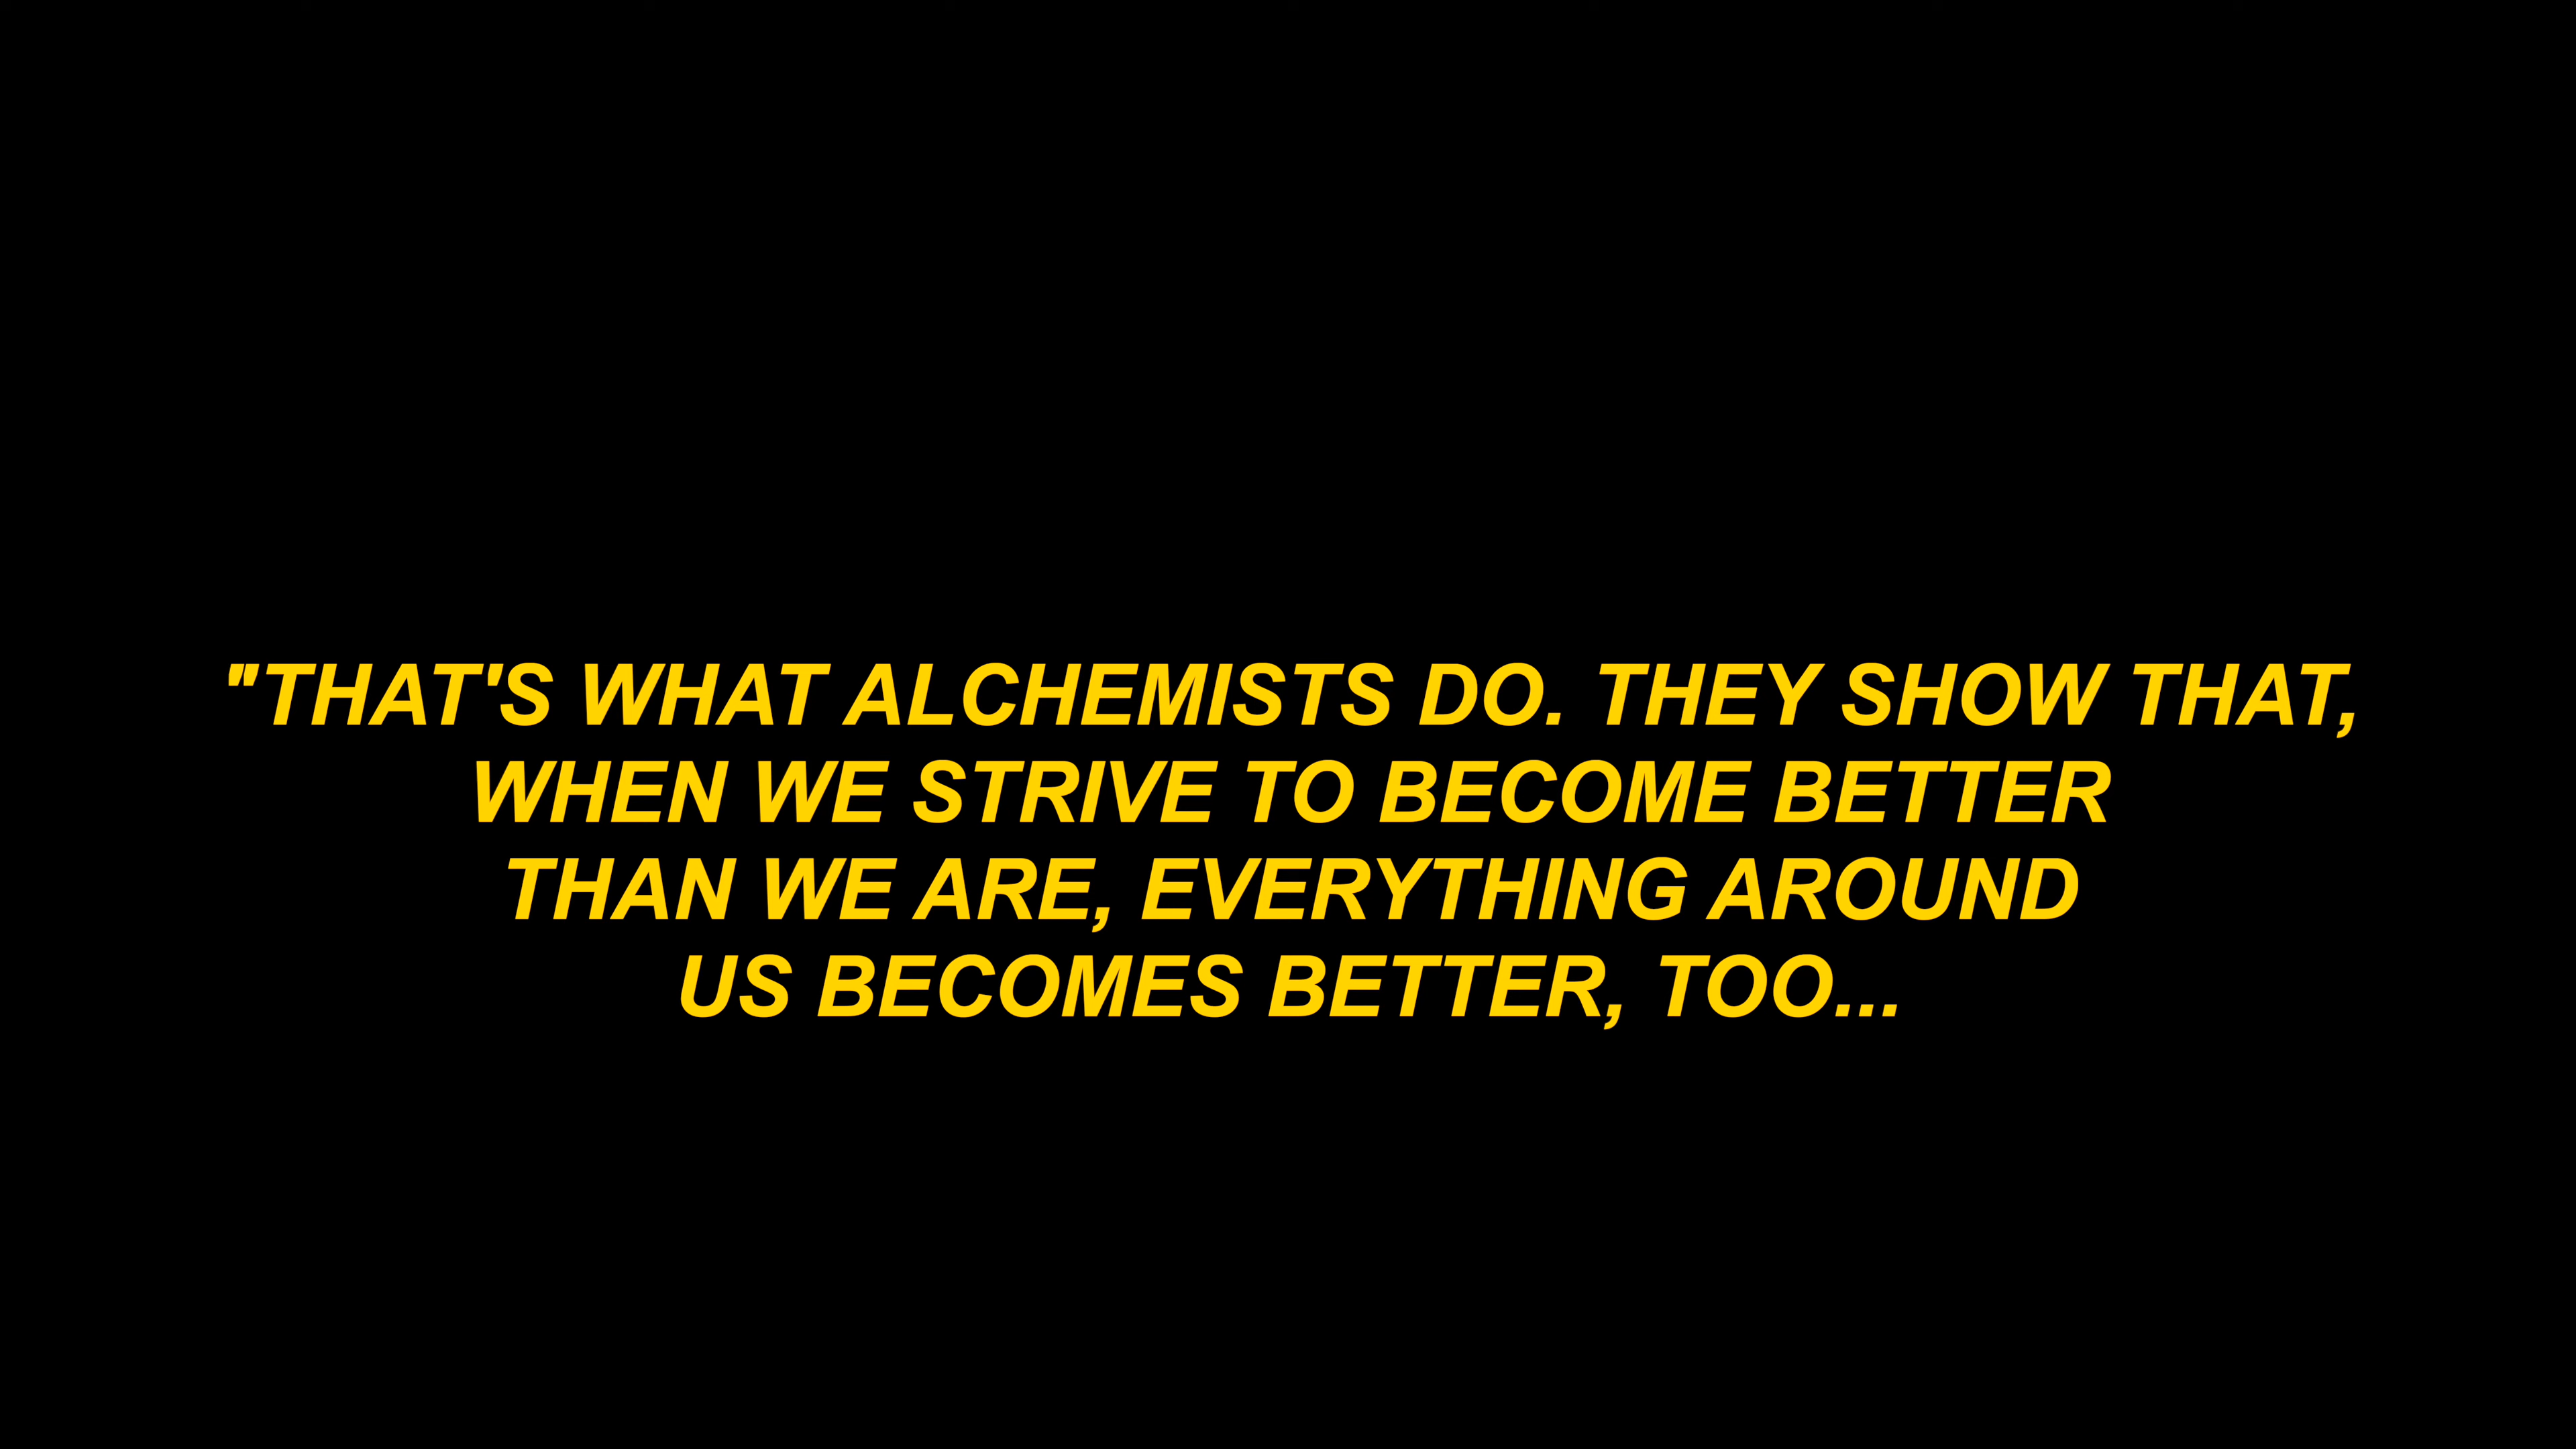 "THAT'S WHAT ALCHEMISTS DO. THEY SHOW THAT,
WHEN WE STRIVE TO BECOME BETTER
THAN WE ARE, EVERYTHING AROUND
US BECOMES BETTER, TOO...